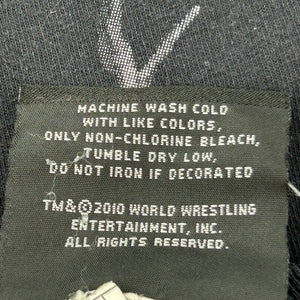 MACHINE WASH COLD
WITH LIKE COLORS,
ONLY NON-CHLORINE BLEACH,
TUMBLE DRY LOW,
DO NOT IRON IF DECORATED
TM&©2010 WORLD WRESTLING
ENTERTAINMENT, INC.
ALL RIGHTS RESERVED.